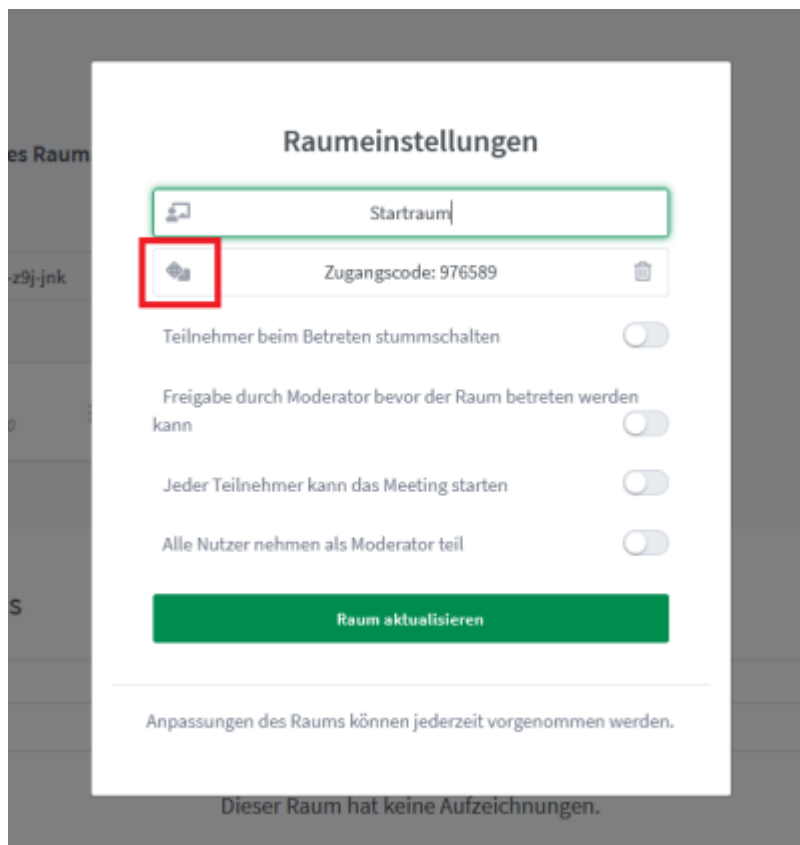 Raumeinstellungen
es Raum
Startraum
-z9j-jnk
Zugangscode: 976589
Teilnehmer beim Betreten stummschalten
Freigabe durch Moderator bevor der Raum betreten werden
kann
Jeder Teilnehmer kann das Meeting starten
Alle Nutzer nehmen als Moderator teil
s
Raum aktualisieren
Anpassungen des Raums können jederzeit vorgenommen werden.
Dieser Raum hat keine Aufzeichnungen.